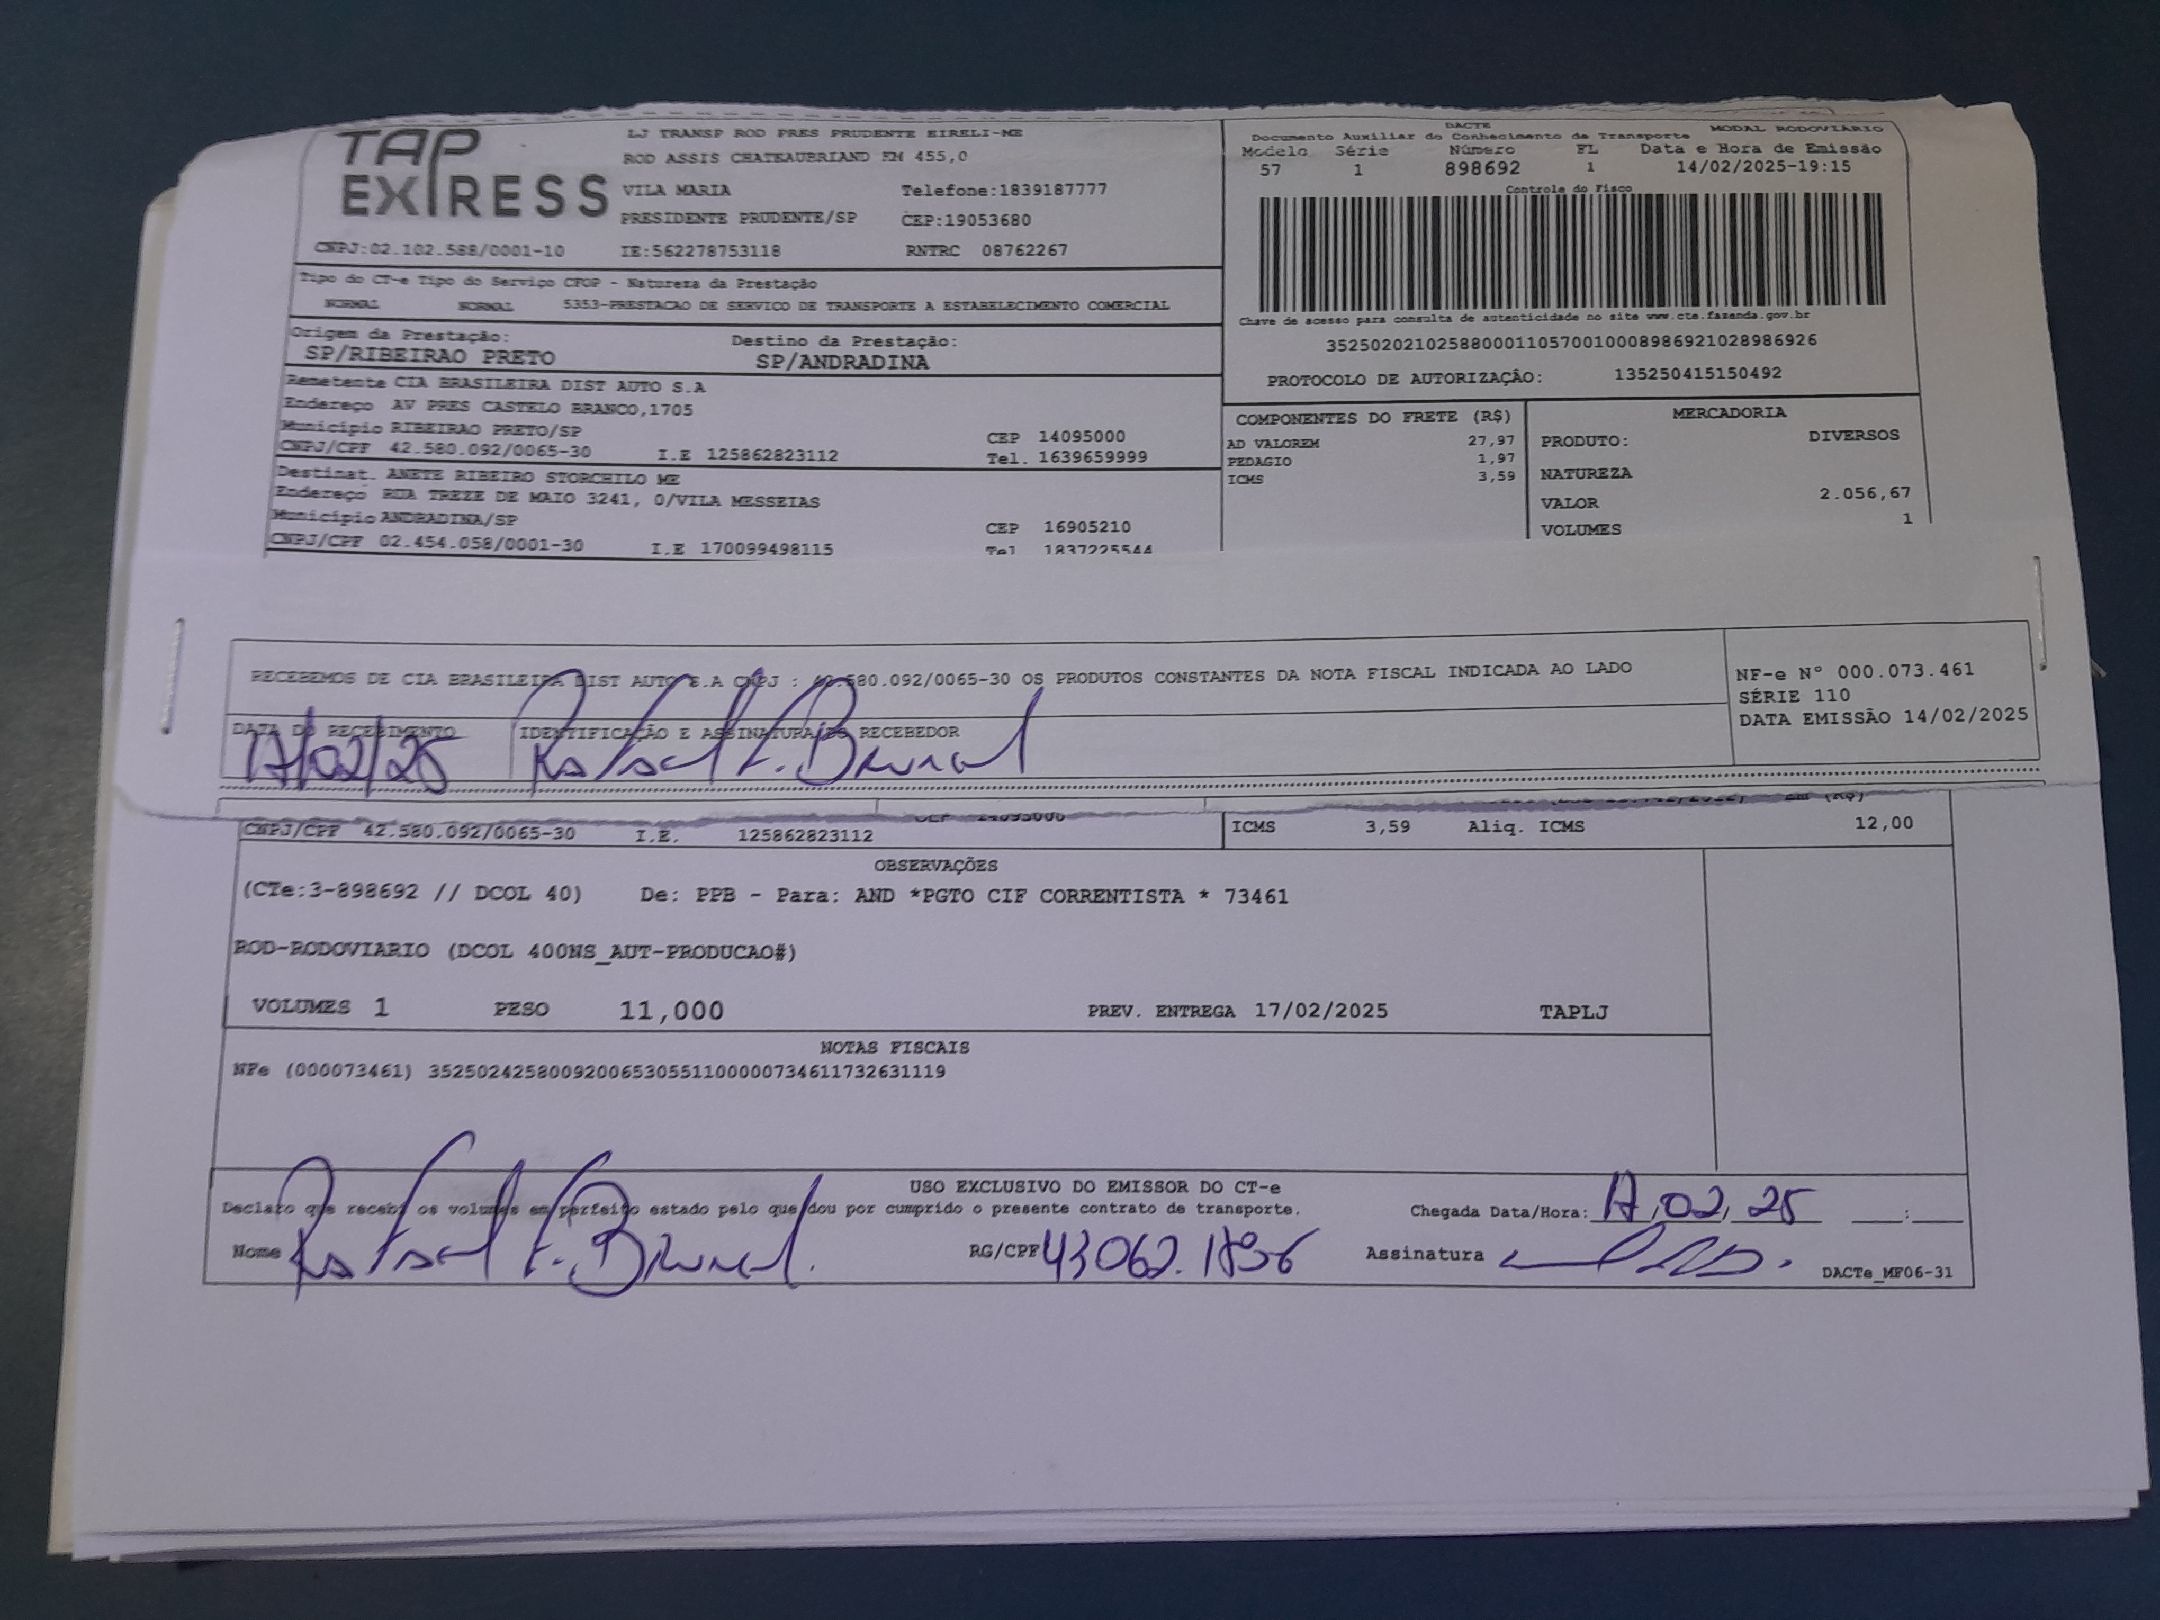 TAP EXPRESS
LJ TRANSP ROD PRES PRUDENTE EIRELI-ME
ROD ASSIS CHATEAUBRIAND KM 455,0
VILA MARIA Telefone:1839187777
PRESIDENTE PRUDENTE/SP CEP:19053680
CNPJ:02.102.588/0001-10 IE:562278753118 RNTRC 08762267
Tipo do CT-e Tipo do Serviço CFOP - Natureza da Prestação
NORMAL NORMAL 5353-PRESTACAO DE SERVICO DE TRANSPORTE A ESTABELECIMENTO COMERCIAL
Origem da Prestação: Destino da Prestação:
SP/RIBEIRAO PRETO SP/ANDRADINA
Remetente CIA BRASILEIRA DIST AUTO S.A
Endereço AV PRES CASTELO BRANCO,1705
Município RIBEIRAO PRETO/SP CEP 14095000
CNPJ/CPF 42.580.092/0065-30 I.E 125862823112 Tel. 1639659999
Destinat. ANETE RIBEIRO STORCHILO ME
Endereço RUA TREZE DE MAIO 3241, 0/VILA MESSEIAS
Município ANDRADINA/SP CEP 16905210
CNPJ/CPF 02.454.058/0001-30 I.E 170099498115 Tel 1837225544
DACTE
Documento Auxiliar do Conhecimento de Transporte MODAL RODOVIÁRIO
Modelo Série Número FL Data e Hora de Emissão
57 1 898692 1 14/02/2025-19:15
Controle do Fisco
Chave de acesso para consulta de autenticidade no site www.cte.fazenda.gov.br
35250202102588000110570010008986921028986926
PROTOCOLO DE AUTORIZAÇÃO: 135250415150492
COMPONENTES DO FRETE (R$)
AD VALOREM 27,97
PEDAGIO 1,97
ICMS 3,59
MERCADORIA
PRODUTO: DIVERSOS
NATUREZA
VALOR 2.056,67
VOLUMES 1
RECEBEMOS DE CIA BRASILEIRA DIST AUTO S.A CNPJ : 42.580.092/0065-30 OS PRODUTOS CONSTANTES DA NOTA FISCAL INDICADA AO LADO
DATA DO RECEBIMENTO IDENTIFICAÇÃO E ASSINATURA DO RECEBEDOR
17/02/25 Rafael
NF-e Nº 000.073.461
SÉRIE 110
DATA EMISSÃO 14/02/2025
CNPJ/CPF 42.580.092/0065-30 I.E. 125862823112 ICMS 3,59 Aliq. ICMS 12,00
OBSERVAÇÕES
(CTe:3-898692 // DCOL 40) De: PPB - Para: AND *PGTO CIF CORRENTISTA * 73461
ROD-RODOVIARIO (DCOL 400NS_AUT-PRODUCAO#)
VOLUMES 1 PESO 11,000 PREV. ENTREGA 17/02/2025 TAPLJ
NOTAS FISCAIS
NFe (000073461) 35250242580092006530551100000734611732631119
USO EXCLUSIVO DO EMISSOR DO CT-e
Declaro que recebi os volumes em perfeito estado pelo que dou por cumprido o presente contrato de transporte. Chegada Data/Hora: 17/02/25 __:__
Nome Rafael RG/CPF Assinatura
DACTe_MF06-31